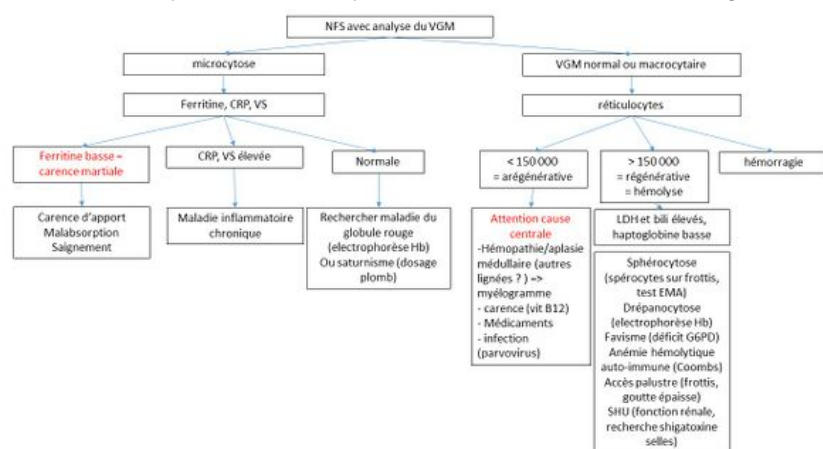 NFS avec analyse du VGM
microcytose
VGM normal ou macrocytaire
Ferritine, CRP, VS
réticulocytes
Ferritine basse =
carence martiale
CRP, VS élevée
Normale
< 150 000
= arégénérative
> 150 000
= régénérative
= hémolyse
hémorragie
Carence d'apport
Malabsorption
Saignement
Maladie inflammatoire
chronique
Rechercher maladie du
globule rouge
(electrophorèse Hb)
Ou saturnisme (dosage
plomb)
Attention cause
centrale
-Hémopathie/aplasie
médullaire (autres
lignées ? ) =>
myélogramme
- carence (vit B12)
- Médicaments
- infection
(parvovirus)
LDH et bili élevés,
haptoglobine basse
Sphérocytose
(spérocytes sur frottis,
test EMA)
Drépanocytose
(electrophorèse Hb)
Favisme (déficit G6PD)
Anémie hémolytique
auto-immune (Coombs)
Accès palustre (frottis,
goutte épaisse)
SHU (fonction rénale,
recherche shigatoxine
selles)